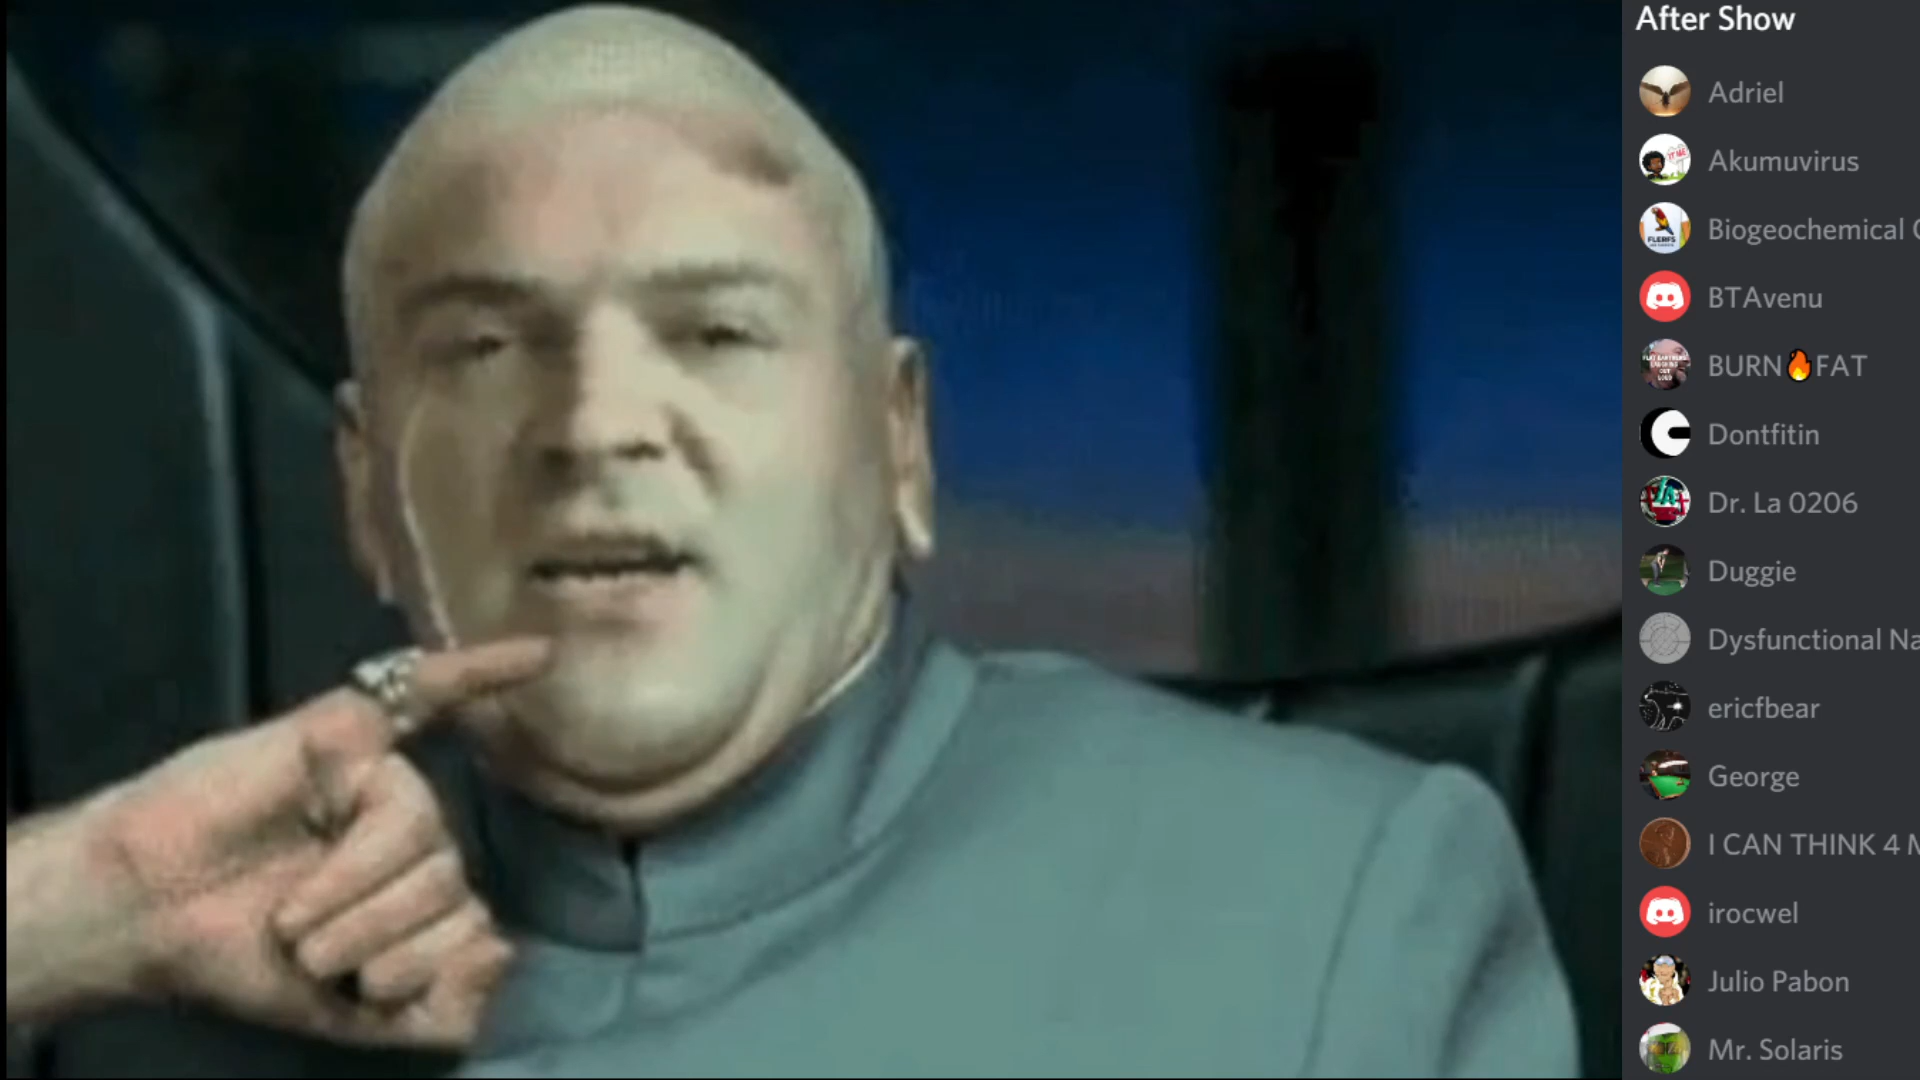 After Show
Adriel
Akumuvirus
Biogeochemical
BTAvenu
BURN🔥FAT
Dontfitin
Dr. La 0206
Duggie
Dysfunctional Na
ericfbear
George
I CAN THINK 4 M
irocwel
Julio Pabon
Mr. Solaris